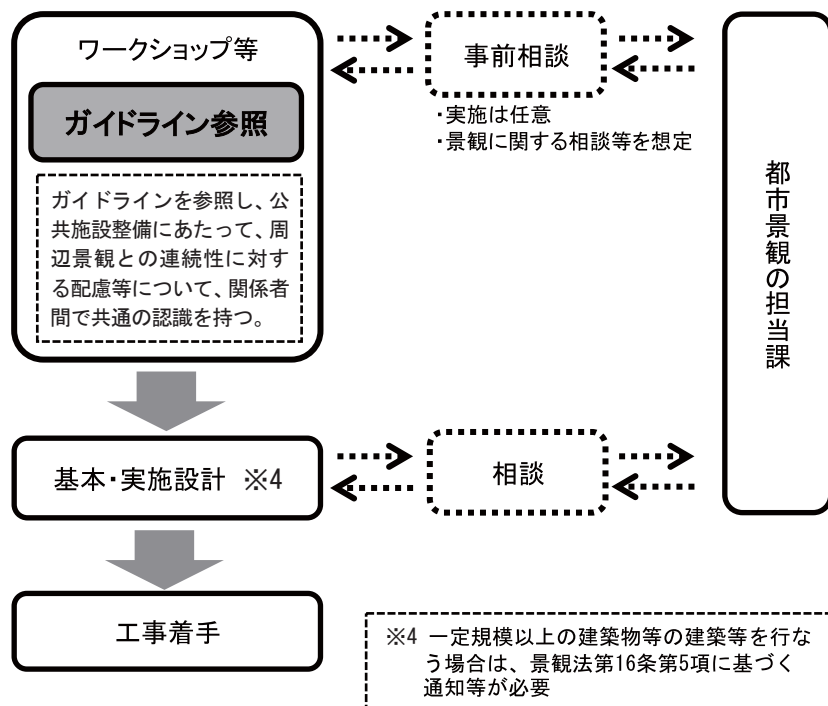 ワークショップ等
ガイドライン参照
ガイドラインを参照し、公
共施設整備にあたって、周
辺景観との連続性に対す
る配慮等について、関係者
間で共通の認識を持つ。
事前相談
・実施は任意
・景観に関する相談等を想定
都市景観の担当課
基本・実施設計 ※4
相談
工事着手
※4 一定規模以上の建築物等の建築等を行な
う場合は、景観法第16条第5項に基づく
通知等が必要